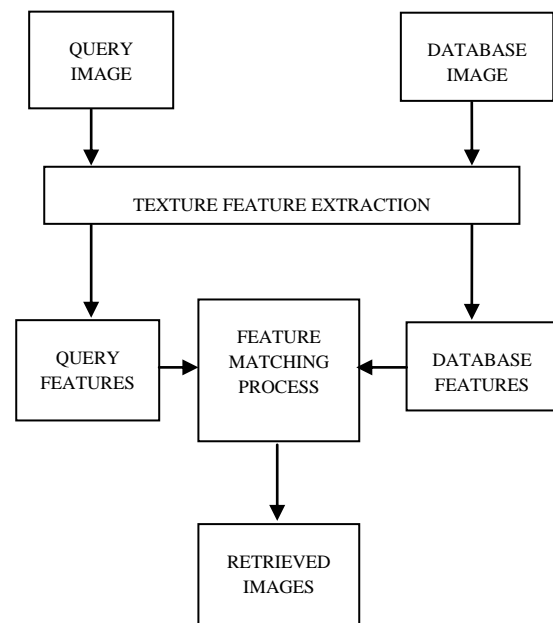 QUERY
IMAGE
DATABASE
IMAGE
TEXTURE FEATURE EXTRACTION
QUERY
FEATURES
FEATURE
MATCHING
PROCESS
DATABASE
FEATURES
RETRIEVED
IMAGES